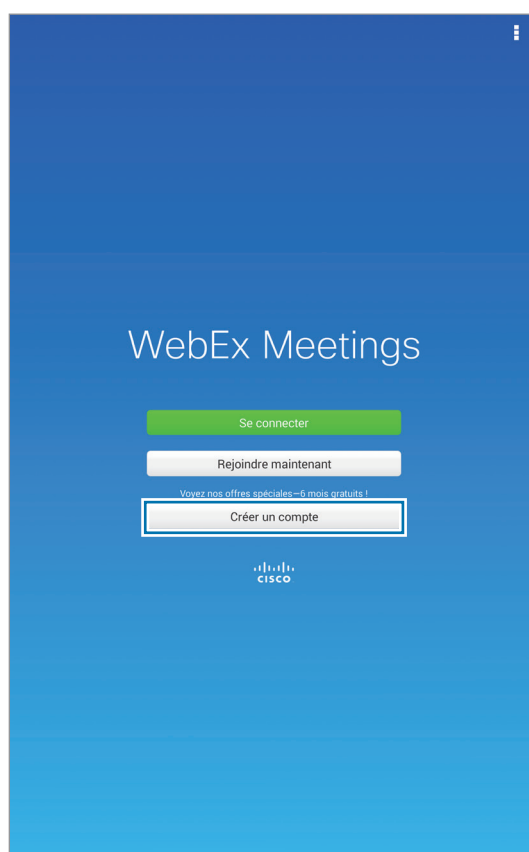 WebEx Meetings
Se connecter
Rejoindre maintenant
Voyez nos offres spéciales—6 mois gratuits !
Créer un compte
CISCO